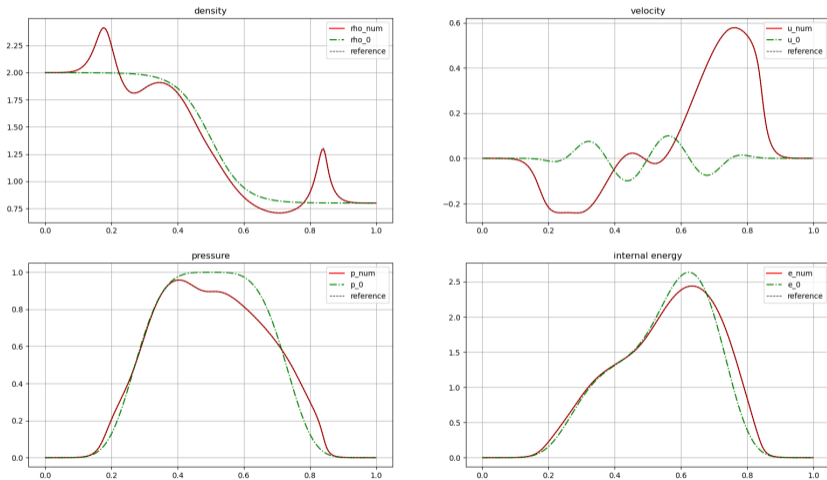 density
rho_num
rho_0
reference
2.25
2.00
1.75
1.50
1.25
1.00
0.75
0.0 0.2 0.4 0.6 0.8 1.0
velocity
u_num
u_0
reference
0.6
0.4
0.2
0.0
−0.2
0.0 0.2 0.4 0.6 0.8 1.0
pressure
p_num
p_0
reference
1.0
0.8
0.6
0.4
0.2
0.0
0.0 0.2 0.4 0.6 0.8 1.0
internal energy
e_num
e_0
reference
2.5
2.0
1.5
1.0
0.5
0.0
0.0 0.2 0.4 0.6 0.8 1.0